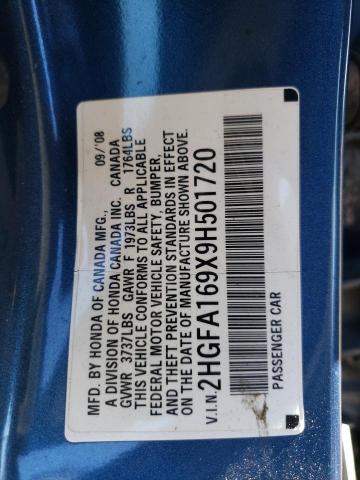 MFD. BY HONDA OF CANADA MFG., 09/'08
A DIVISION OF HONDA CANADA INC. CANADA
GVWR 3737LBS GAWR F 1973LBS R 1764LBS
THIS VEHICLE CONFORMS TO ALL APPLICABLE
FEDERAL MOTOR VEHICLE SAFETY, BUMPER,
AND THEFT PREVENTION STANDARDS IN EFFECT
ON THE DATE OF MANUFACTURE SHOWN ABOVE.
V.I.N. 2HGFA169X9H501720
PASSENGER CAR